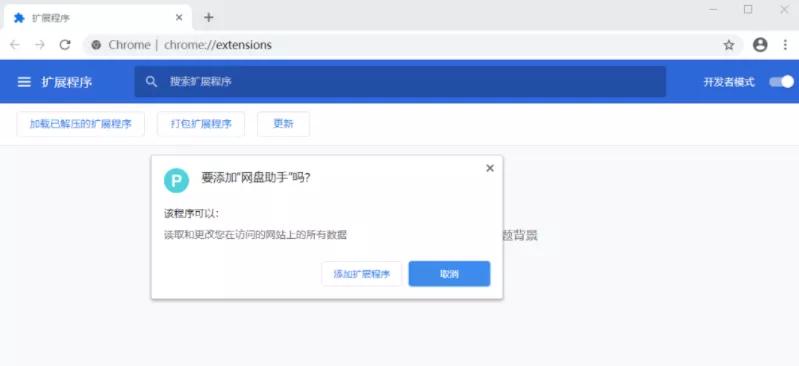 扩展程序
Chrome | chrome://extensions
扩展程序
搜索扩展程序
开发者模式
加载已解压的扩展程序
打包扩展程序
更新
P
要添加"网盘助手"吗?
该程序可以:
读取和更改您在访问的网站上的所有数据
题背景
添加扩展程序
取消